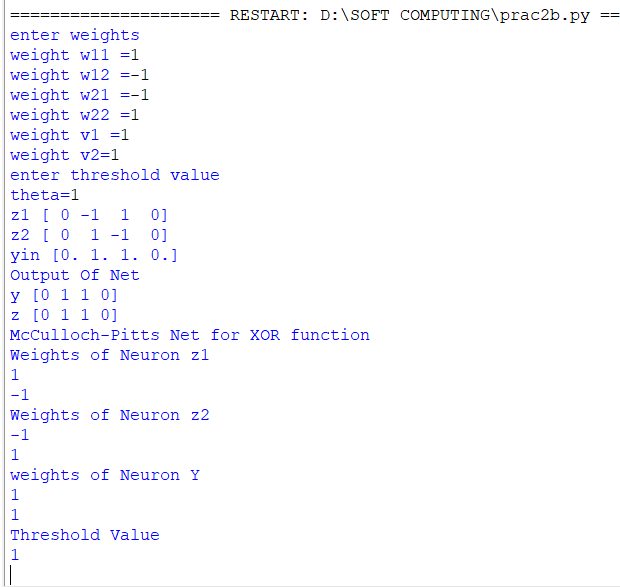 ===================== RESTART: D:\SOFT COMPUTING\prac2b.py ==
enter weights
weight w11 =1
weight w12 =-1
weight w21 =-1
weight w22 =1
weight v1 =1
weight v2=1
enter threshold value
theta=1
z1 [ 0 -1  1  0]
z2 [ 0  1 -1  0]
yin [0. 1. 1. 0.]
Output Of Net
y [0 1 1 0]
z [0 1 1 0]
McCulloch-Pitts Net for XOR function
Weights of Neuron z1
1
-1
Weights of Neuron z2
-1
1
weights of Neuron Y
1
1
Threshold Value
1